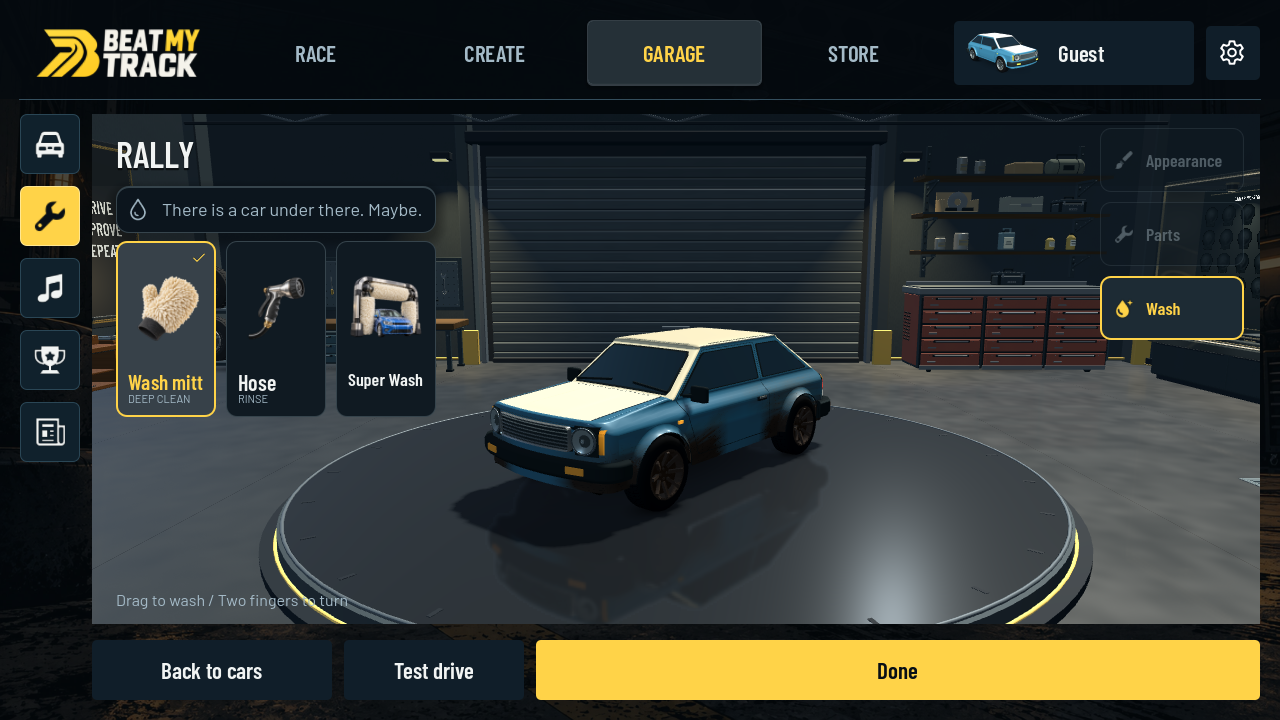 BEAT MY TRACK
RACE
CREATE
GARAGE
STORE
Guest
RALLY
There is a car under there. Maybe.
Wash mitt
DEEP CLEAN
Hose
RINSE
Super Wash
Appearance
Parts
Wash
Drag to wash / Two fingers to turn
Back to cars
Test drive
Done